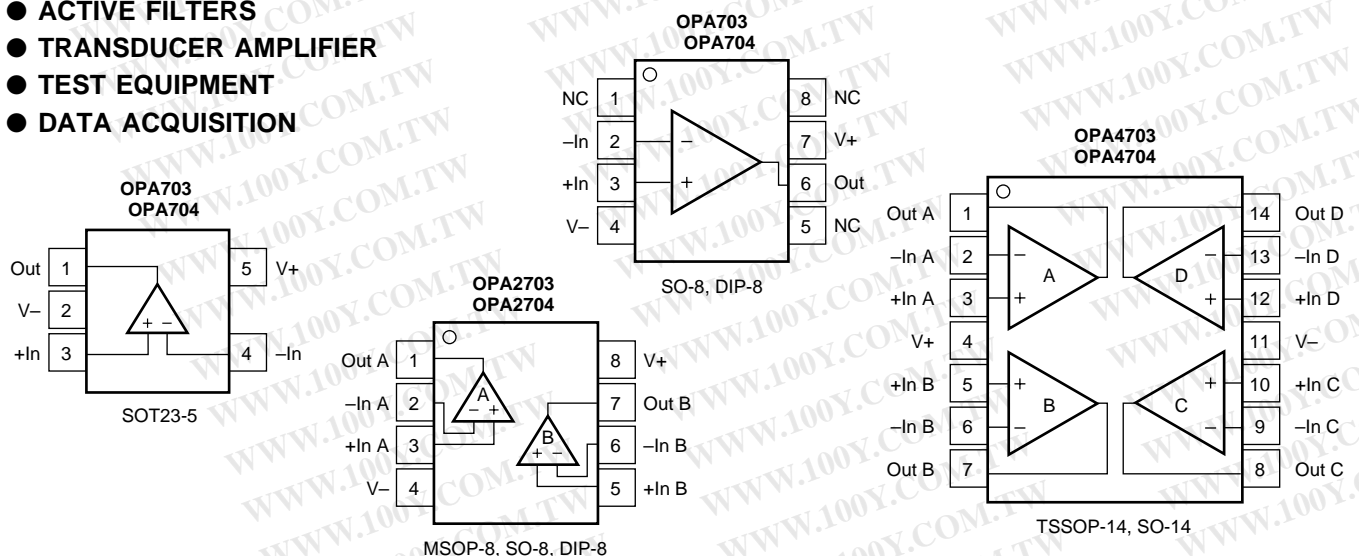 ● ACTIVE FILTERS
● TRANSDUCER AMPLIFIER
● TEST EQUIPMENT
● DATA ACQUISITION
OPA703
OPA704
Out 1
V– 2
+In 3
5 V+
4 –In
+ –
SOT23-5
OPA2703
OPA2704
Out A 1
–In A 2
+In A 3
V– 4
8 V+
7 Out B
6 –In B
5 +In B
A
– +
B
+ –
MSOP-8, SO-8, DIP-8
OPA703
OPA704
NC 1
–In 2
+In 3
V– 4
8 NC
7 V+
6 Out
5 NC
–
+
SO-8, DIP-8
OPA4703
OPA4704
Out A 1
–In A 2
+In A 3
V+ 4
+In B 5
–In B 6
Out B 7
14 Out D
13 –In D
12 +In D
11 V–
10 +In C
9 –In C
8 Out C
–
A
+
–
D
+
+
B
–
+
C
–
TSSOP-14, SO-14
WWW.100Y.COM.TW